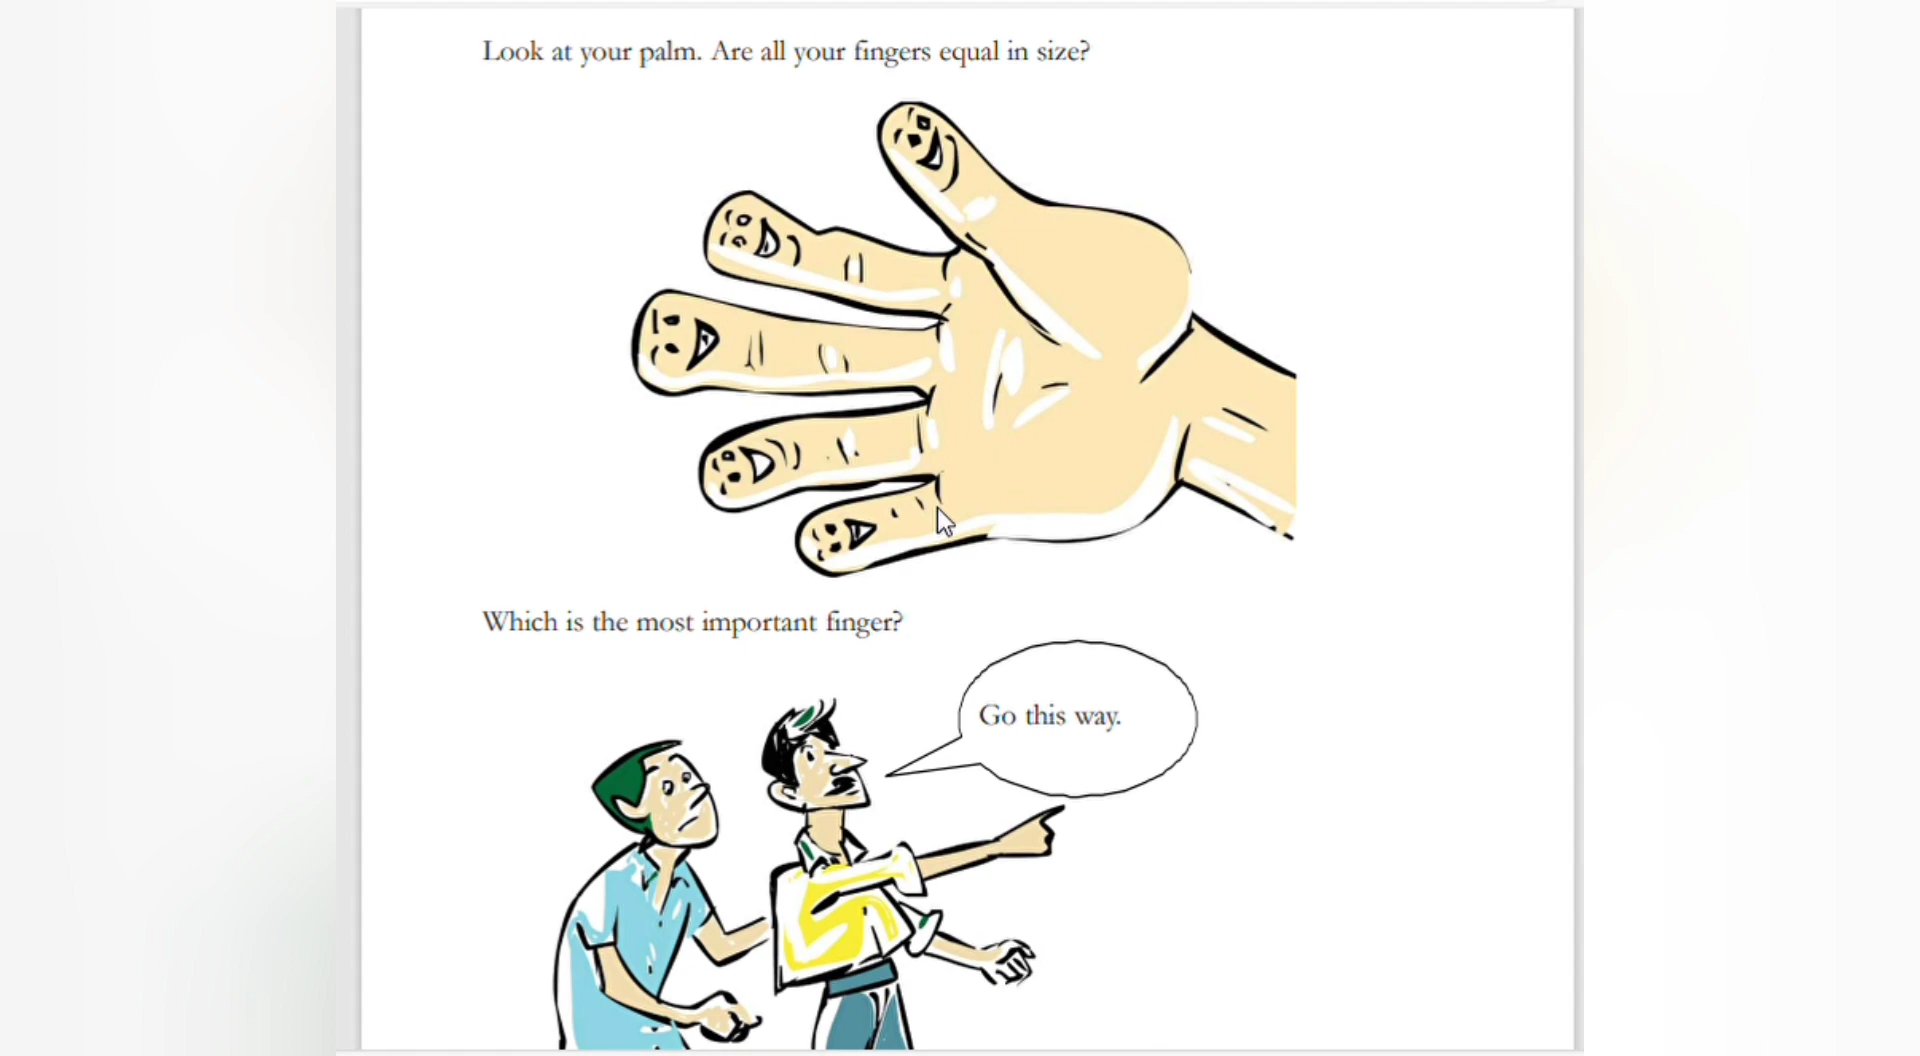 Look at your palm. Are all your fingers equal in size?
Which is the most important finger?
Go this way.